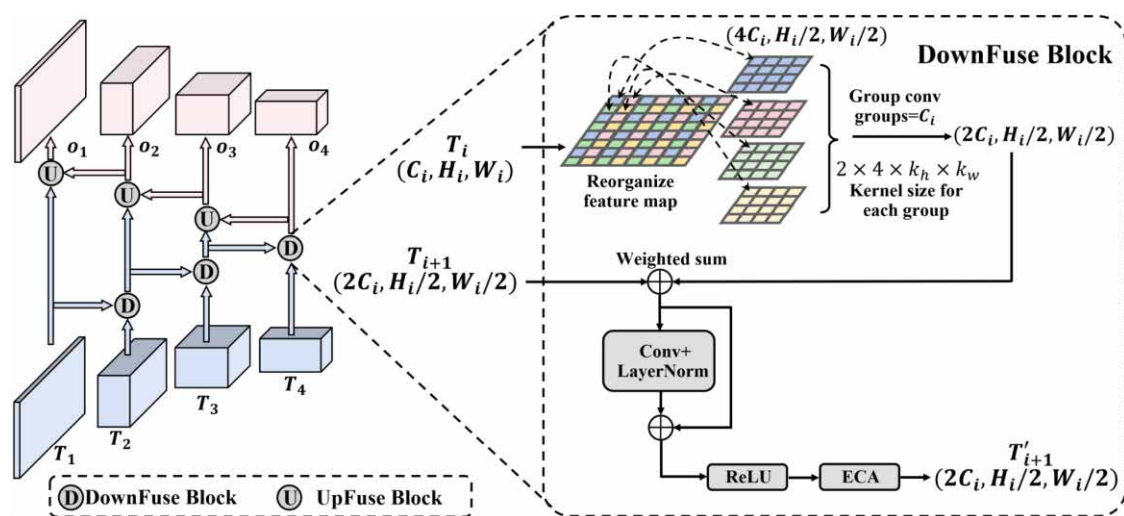 o₁
o₂
o₃
o₄
U
U
U
D
D
D
T₁
T₂
T₃
T₄
D DownFuse Block
U UpFuse Block
DownFuse Block
(4Cᵢ, Hᵢ/2, Wᵢ/2)
Tᵢ
(Cᵢ, Hᵢ, Wᵢ)
Reorganize
feature map
Group conv
groups=Cᵢ
2 × 4 × kₕ × k_w
Kernel size for
each group
(2Cᵢ, Hᵢ/2, Wᵢ/2)
Tᵢ₊₁
(2Cᵢ, Hᵢ/2, Wᵢ/2)
Weighted sum
Conv+
LayerNorm
ReLU
ECA
T′ᵢ₊₁
(2Cᵢ, Hᵢ/2, Wᵢ/2)